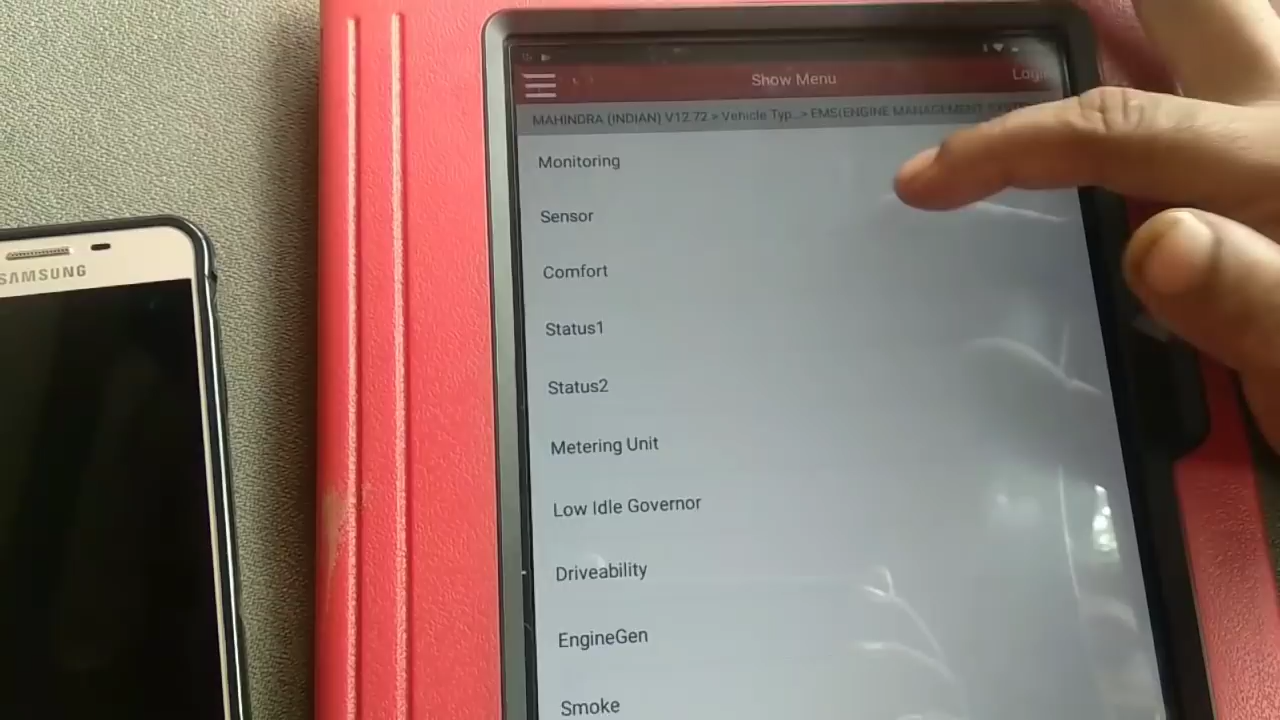 Show Menu
Login
MAHINDRA (INDIAN) V12.72 > Vehicle Typ...> EMS(ENGINE MANAGEMENT SYSTE
Monitoring
Sensor
Comfort
Status1
Status2
Metering Unit
Low Idle Governor
Driveability
EngineGen
Smoke
SAMSUNG